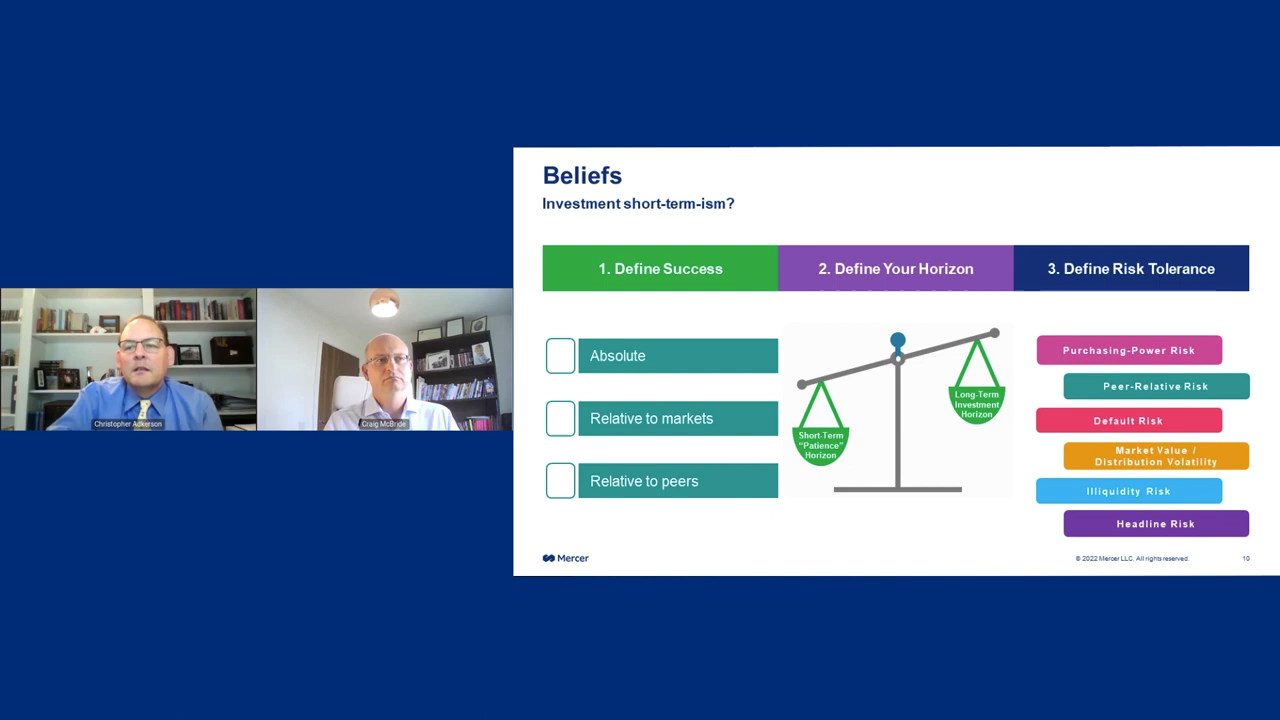 Beliefs
Investment short-term-ism?
1. Define Success
2. Define Your Horizon
3. Define Risk Tolerance
Absolute
Relative to markets
Relative to peers
Short-Term
“Patience”
Horizon
Long-Term
Investment
Horizon
Purchasing-Power Risk
Peer-Relative Risk
Default Risk
Market Value /
Distribution Volatility
Illiquidity Risk
Headline Risk
Mercer
© 2022 Mercer LLC. All rights reserved.
10
Christopher Ackerson
Craig McBride